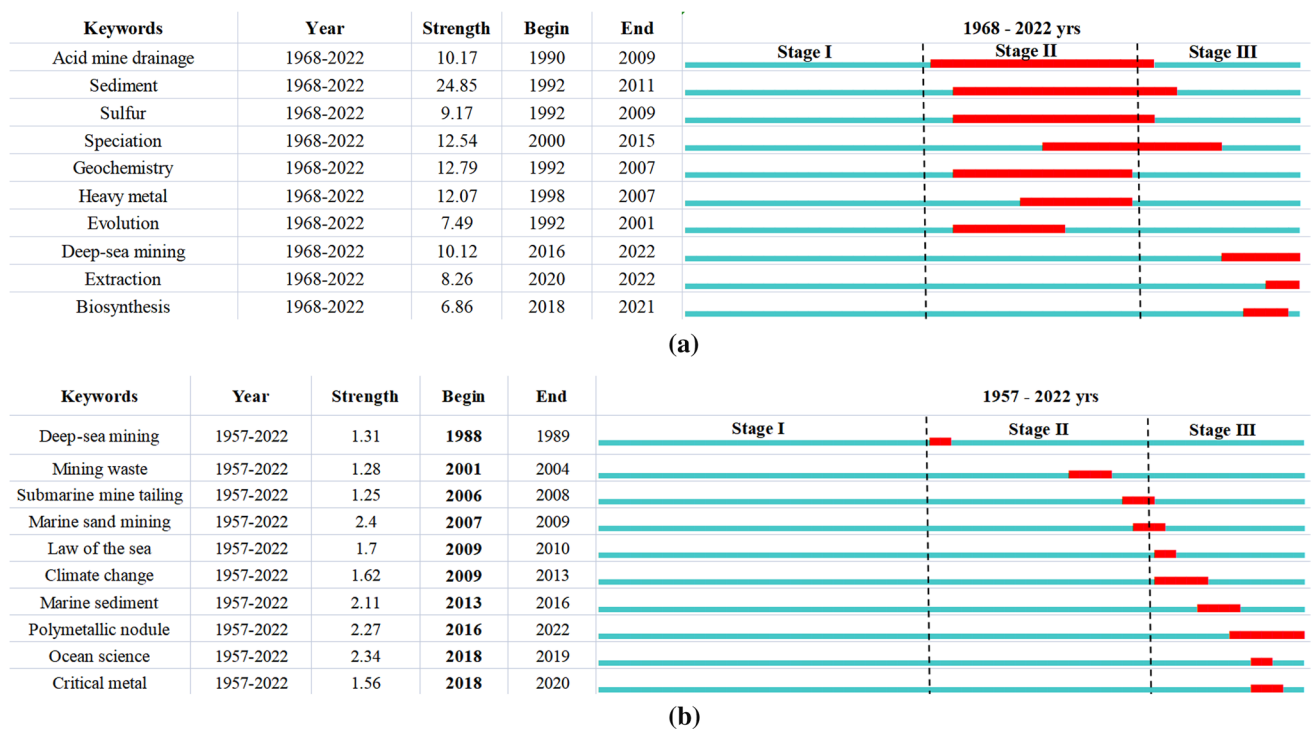 Keywords Year Strength Begin End 1968 - 2022 yrs
Stage I Stage II Stage III
Acid mine drainage 1968-2022 10.17 1990 2009
Sediment 1968-2022 24.85 1992 2011
Sulfur 1968-2022 9.17 1992 2009
Speciation 1968-2022 12.54 2000 2015
Geochemistry 1968-2022 12.79 1992 2007
Heavy metal 1968-2022 12.07 1998 2007
Evolution 1968-2022 7.49 1992 2001
Deep-sea mining 1968-2022 10.12 2016 2022
Extraction 1968-2022 8.26 2020 2022
Biosynthesis 1968-2022 6.86 2018 2021
(a)
Keywords Year Strength Begin End 1957 - 2022 yrs
Stage I Stage II Stage III
Deep-sea mining 1957-2022 1.31 1988 1989
Mining waste 1957-2022 1.28 2001 2004
Submarine mine tailing 1957-2022 1.25 2006 2008
Marine sand mining 1957-2022 2.4 2007 2009
Law of the sea 1957-2022 1.7 2009 2010
Climate change 1957-2022 1.62 2009 2013
Marine sediment 1957-2022 2.11 2013 2016
Polymetallic nodule 1957-2022 2.27 2016 2022
Ocean science 1957-2022 2.34 2018 2019
Critical metal 1957-2022 1.56 2018 2020
(b)